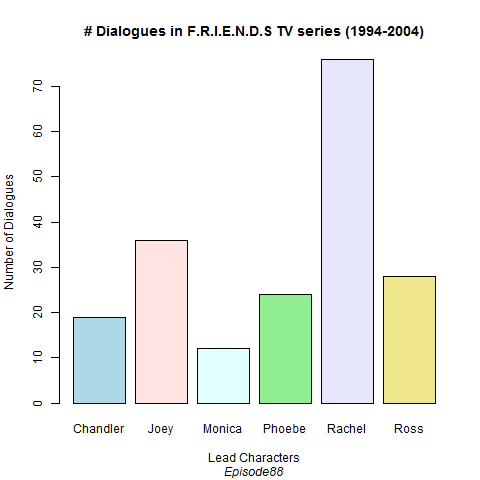 # Dialogues in F.R.I.E.N.D.S TV series (1994-2004)
Number of Dialogues
70
60
50
40
30
20
10
0
Chandler Joey Monica Phoebe Rachel Ross
Lead Characters
Episode88